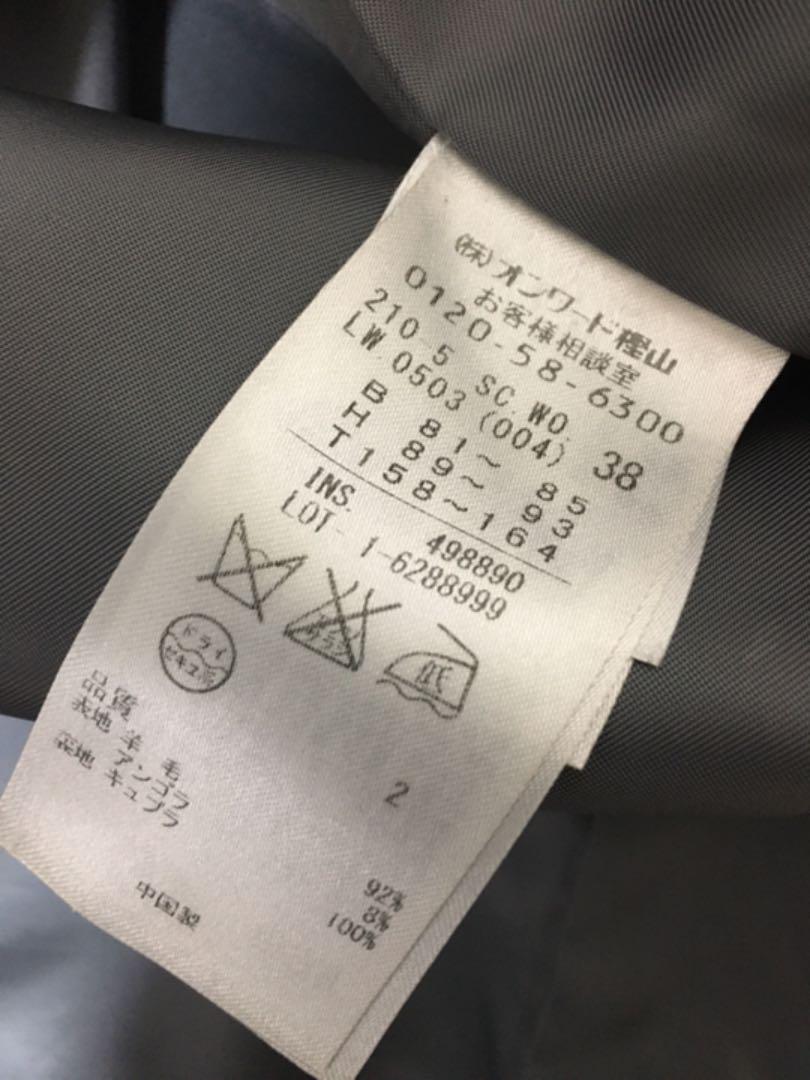 (株)オンワード樫山
お客様相談室
0120-58-6300
210-5 SC.WO.
LW.0503(004) 38
B 81～ 85
H 89～ 93
T158～164
INS. 498890
LOT- 1-6288999
低
ドライ
セキユ系
品質 2
表地 羊 毛 92%
アンゴラ 8%
キュプラ 100%
中国製